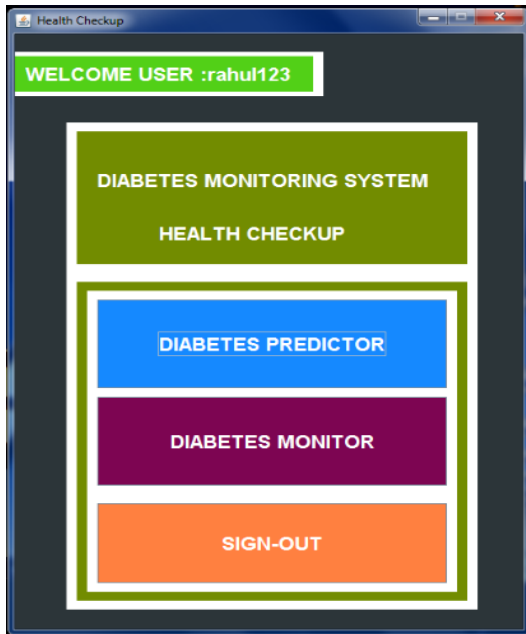 Health Checkup
WELCOME USER :rahul123
DIABETES MONITORING SYSTEM
HEALTH CHECKUP
DIABETES PREDICTOR
DIABETES MONITOR
SIGN-OUT